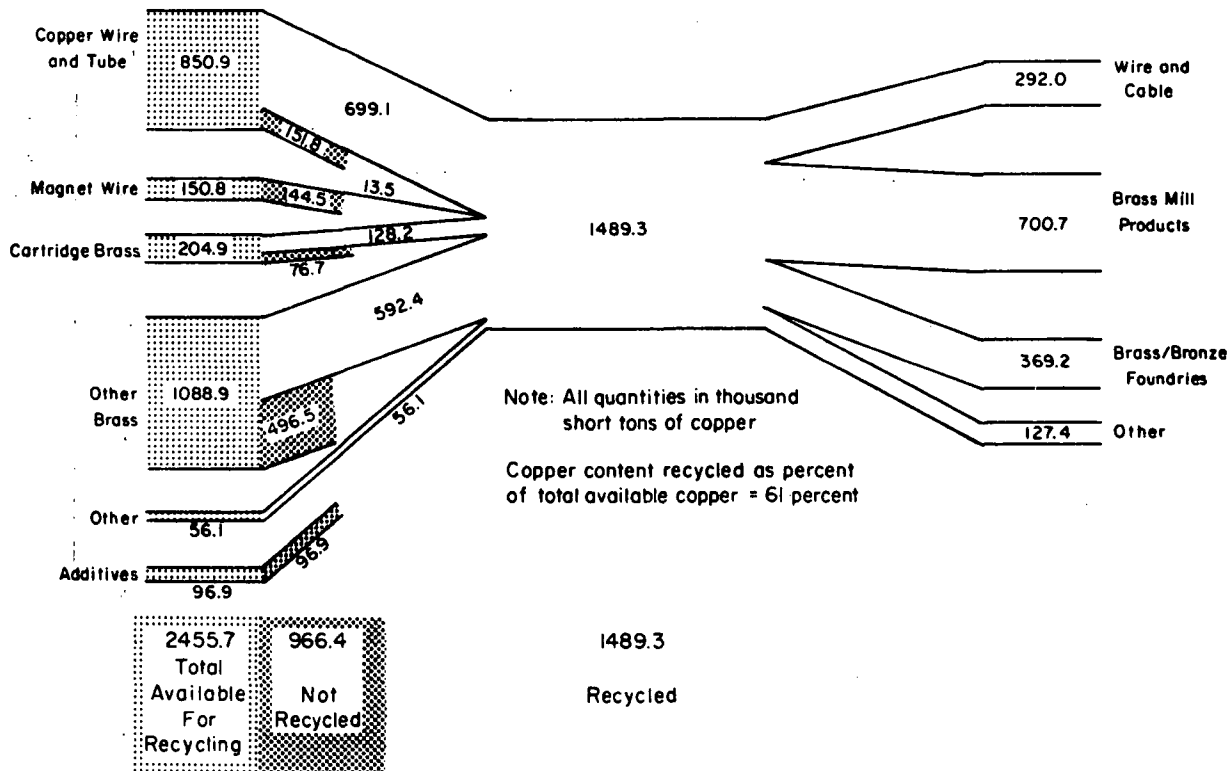 Copper Wire
and Tube
850.9
699.1
151.8
Magnet Wire
150.8
144.5
13.5
Cartridge Brass
204.9
128.2
76.7
592.4
Other
Brass
1088.9
496.5
56.1
Other
56.1
Additives
96.9
96.9
1489.3
292.0
Wire and
Cable
700.7
Brass Mill
Products
369.2
Brass/Bronze
Foundries
127.4
Other
Note: All quantities in thousand
short tons of copper
Copper content recycled as percent
of total available copper = 61 percent
2455.7
Total
Available
For
Recycling
966.4
Not
Recycled
1489.3
Recycled